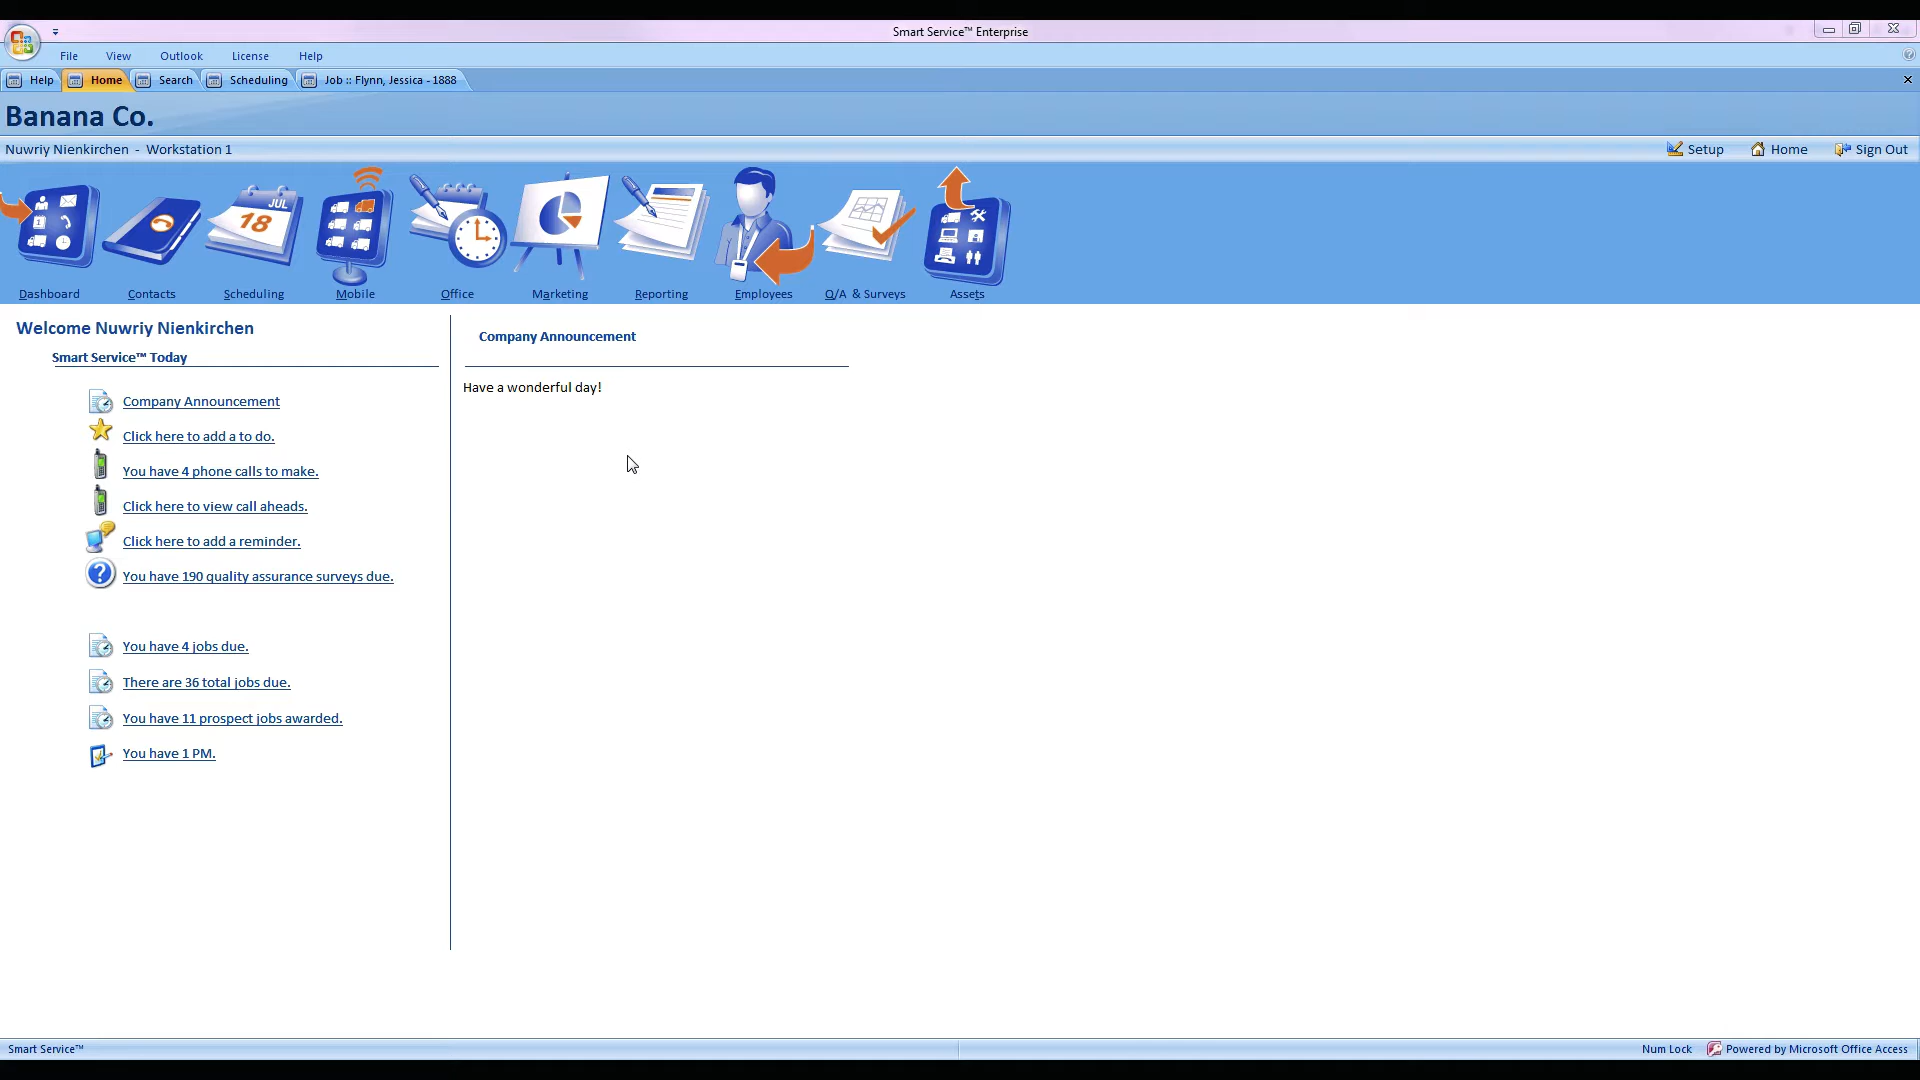 Smart Service™ Enterprise
File View Outlook License Help
Help Home Search Scheduling Job :: Flynn, Jessica - 1888
Banana Co.
Nuwriy Nienkirchen - Workstation 1 Setup Home Sign Out
JUL
18
Dashboard Contacts Scheduling Mobile Office Marketing Reporting Employees Q/A & Surveys Assets
Welcome Nuwriy Nienkirchen
Smart Service™ Today
Company Announcement
Click here to add a to do.
You have 4 phone calls to make.
Click here to view call aheads.
Click here to add a reminder.
You have 190 quality assurance surveys due.
You have 4 jobs due.
There are 36 total jobs due.
You have 11 prospect jobs awarded.
You have 1 PM.
Company Announcement
Have a wonderful day!
Smart Service™ Num Lock Powered by Microsoft Office Access